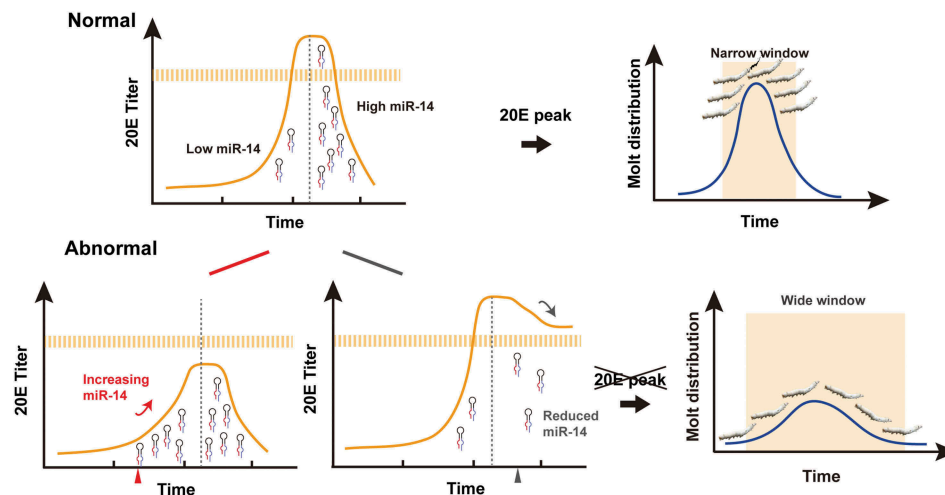 Normal
20E Titer
Low miR-14
High miR-14
Time
20E peak
Molt distribution
Narrow window
Time
Abnormal
20E Titer
Increasing
miR-14
Time
20E Titer
Reduced
miR-14
Time
20E peak
Molt distribution
Wide window
Time